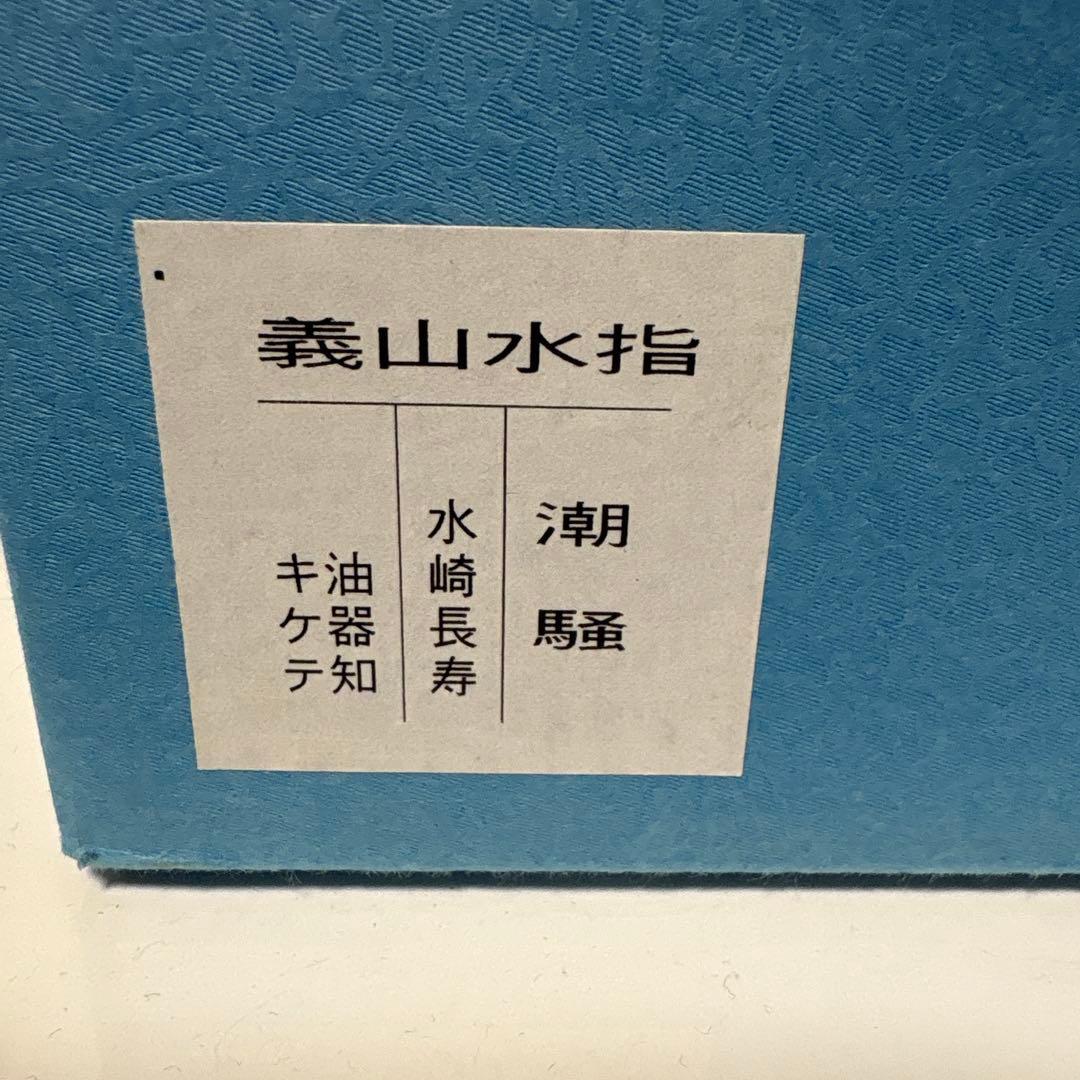 義山水指
潮騒
水崎長寿
油器知
キケテ